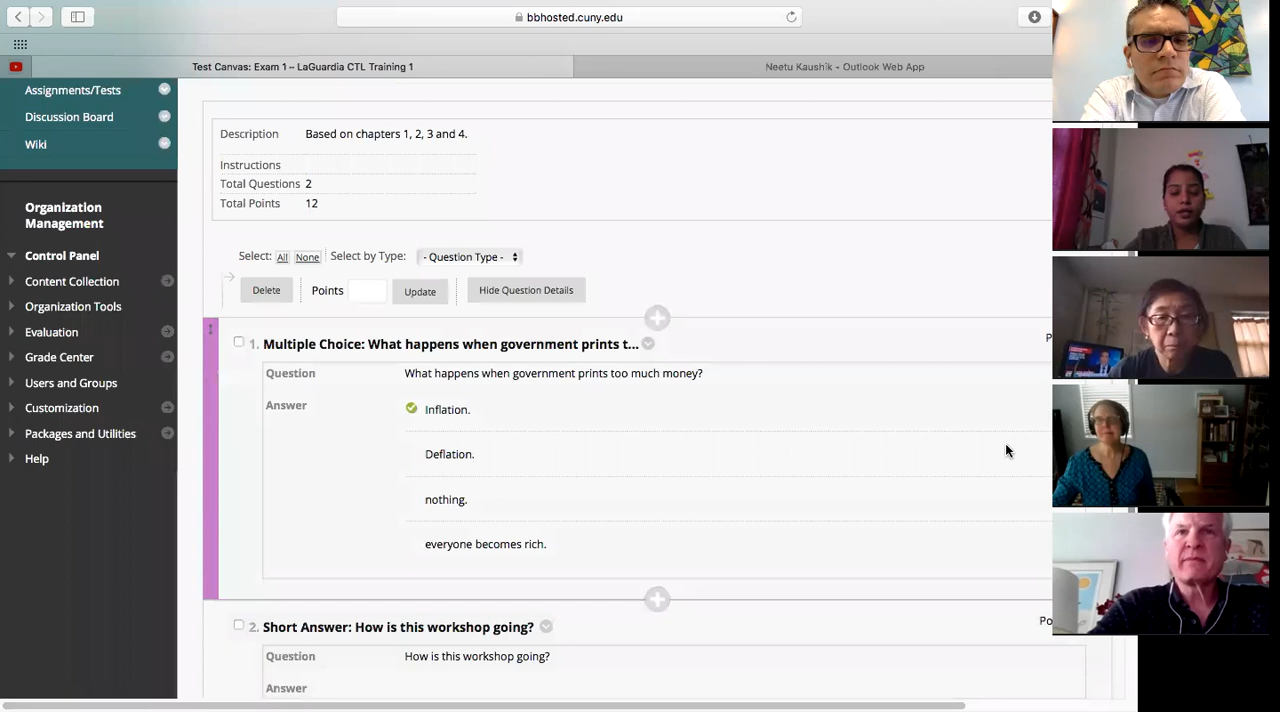 bbhosted.cuny.edu
Test Canvas: Exam 1 – LaGuardia CTL Training 1
Neetu Kaushik - Outlook Web App
Assignments/Tests
Discussion Board
Wiki
Organization
Management
Control Panel
Content Collection
Organization Tools
Evaluation
Grade Center
Users and Groups
Customization
Packages and Utilities
Help
Description Based on chapters 1, 2, 3 and 4.
Instructions
Total Questions 2
Total Points 12
Select: All None Select by Type: - Question Type -
Delete Points Update Hide Question Details
1. Multiple Choice: What happens when government prints t...
Question What happens when government prints too much money?
Answer Inflation.
Deflation.
nothing.
everyone becomes rich.
2. Short Answer: How is this workshop going?
Question How is this workshop going?
Answer